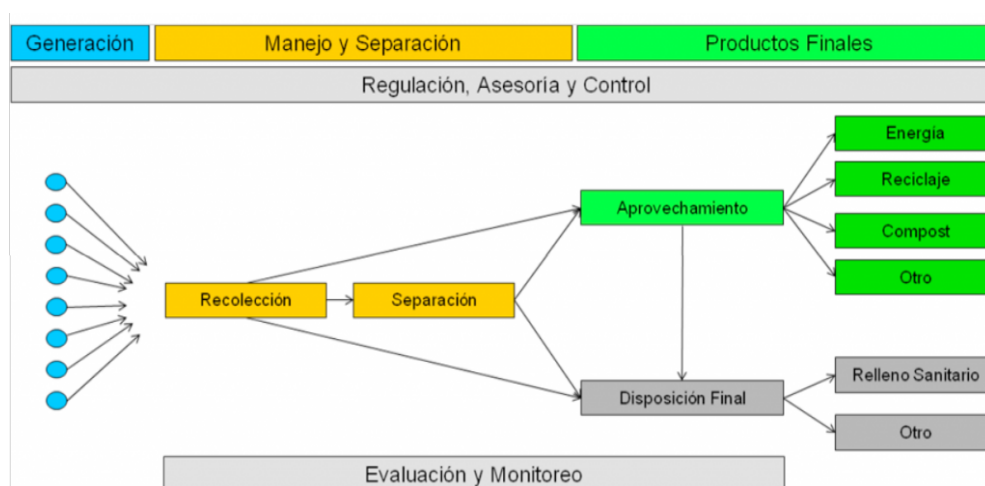 Generación
Manejo y Separación
Productos Finales
Regulación, Asesoría y Control
Energía
Reciclaje
Aprovechamiento
Compost
Otro
Recolección
Separación
Relleno Sanitario
Disposición Final
Otro
Evaluación y Monitoreo